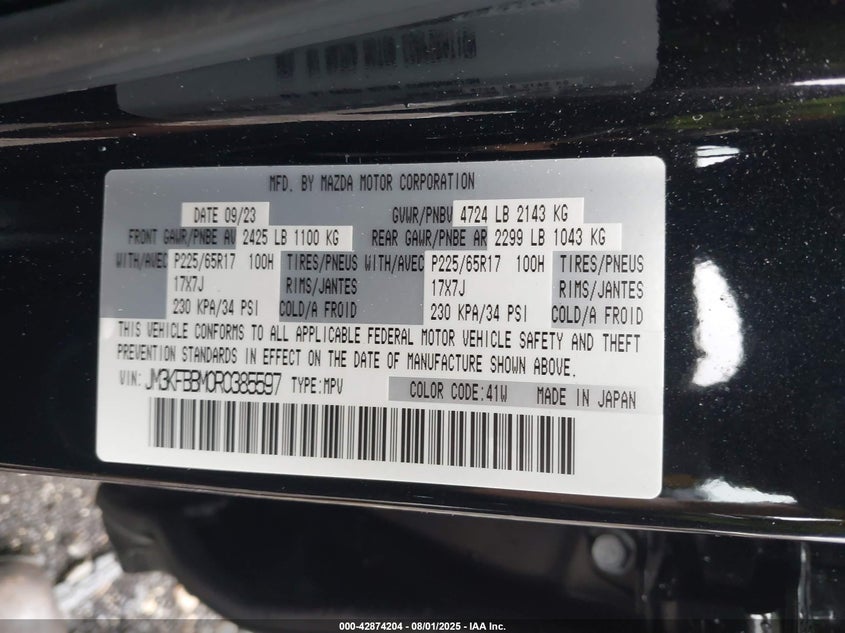 MFD. BY MAZDA MOTOR CORPORATION
DATE 09/23 GVWR/PNBV 4724 LB 2143 KG
FRONT GAWR/PNBE AV 2425 LB 1100 KG REAR GAWR/PNBE AR 2299 LB 1043 KG
WITH/AVEC P225/65R17 100H TIRES/PNEUS WITH/AVEC P225/65R17 100H TIRES/PNEUS
17X7J RIMS/JANTES 17X7J RIMS/JANTES
230 KPA/34 PSI COLD/A FROID 230 KPA/34 PSI COLD/A FROID
THIS VEHICLE CONFORMS TO ALL APPLICABLE FEDERAL MOTOR VEHICLE SAFETY AND THEFT
PREVENTION STANDARDS IN EFFECT ON THE DATE OF MANUFACTURE SHOWN ABOVE.
VIN: JM3KFBBM0R0385597 TYPE:MPV COLOR CODE:41W MADE IN JAPAN
000-42874204 - 08/01/2025 - IAA Inc.